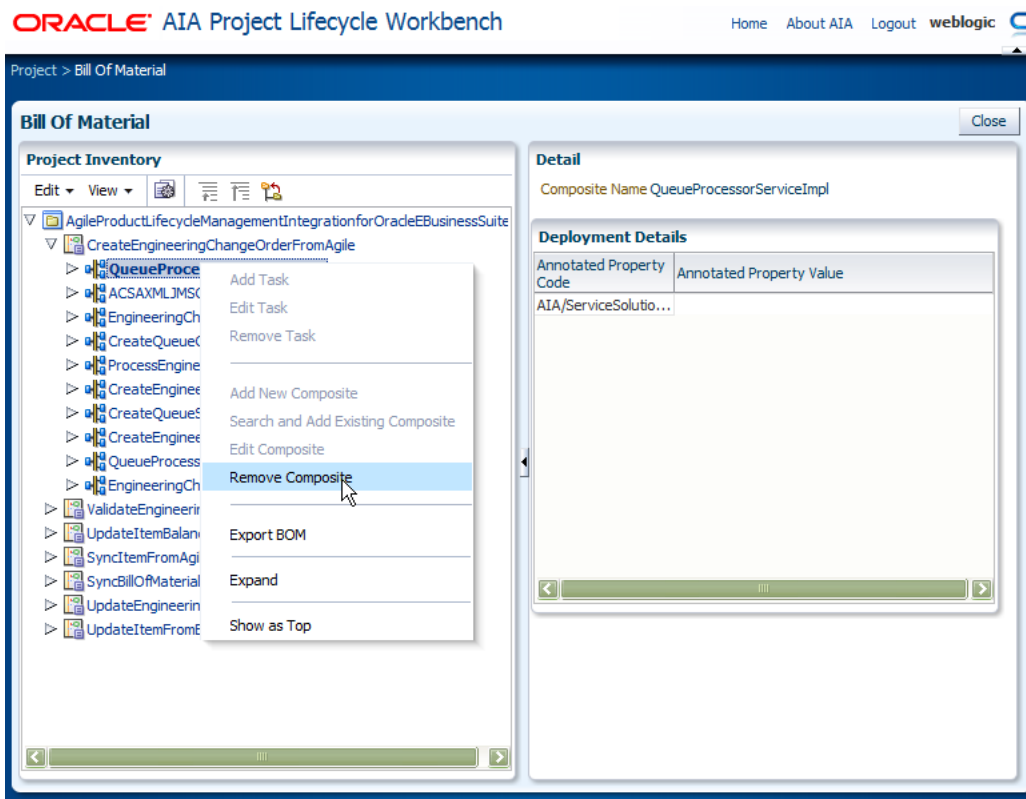 ORACLE AIA Project Lifecycle Workbench
Home About AIA Logout weblogic
Project > Bill Of Material
Bill Of Material
Close
Project Inventory
Edit View
AgileProductLifecycleManagementIntegrationforOracleEBusinessSuite
CreateEngineeringChangeOrderFromAgile
QueueProce
ACSAXMLJMSC
EngineeringCh
CreateQueueC
ProcessEngine
CreateEnginee
CreateQueueS
CreateEnginee
QueueProcess
EngineeringCh
ValidateEngineerin
UpdateItemBalan
SyncItemFromAgi
SyncBillOfMaterial
UpdateEngineerin
UpdateItemFromE
Add Task
Edit Task
Remove Task
Add New Composite
Search and Add Existing Composite
Edit Composite
Remove Composite
Export BOM
Expand
Show as Top
Detail
Composite Name QueueProcessorServiceImpl
Deployment Details
Annotated Property
Code
Annotated Property Value
AIA/ServiceSolutio...